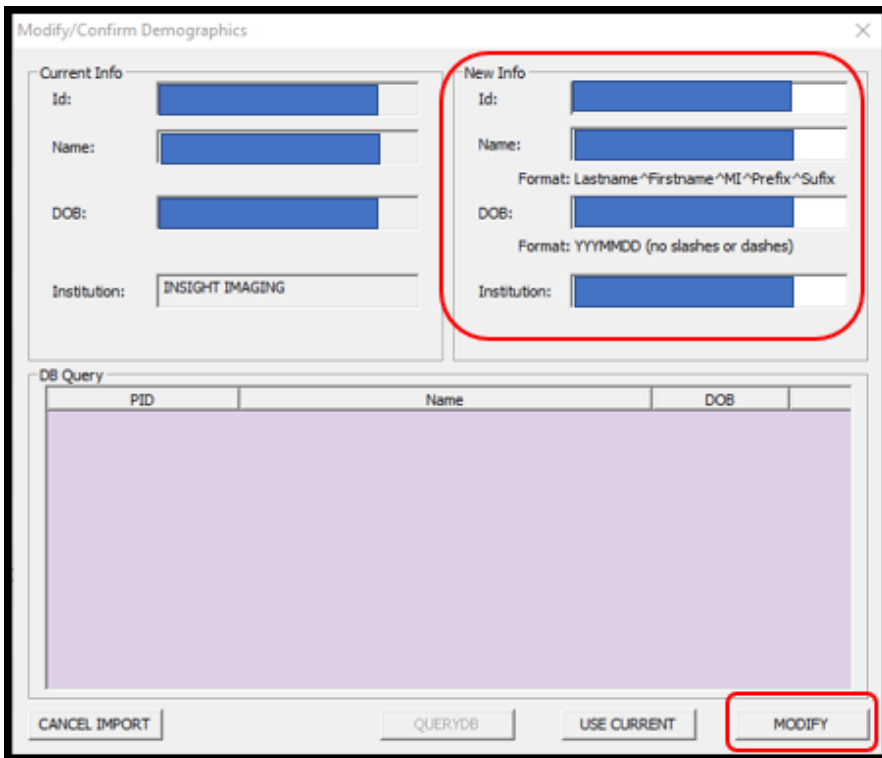 Modify/Confirm Demographics
Current Info
Id:
Name:
DOB:
Institution: INSIGHT IMAGING
New Info
Id:
Name:
Format: Lastname^Firstname^MI^Prefix^Sufix
DOB:
Format: YYYMMDD (no slashes or dashes)
Institution:
DB Query
PID Name DOB
CANCEL IMPORT QUERYDB USE CURRENT MODIFY